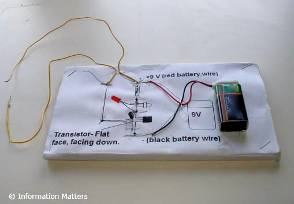 +9 V (red battery wire)
9V
Transistor- Flat
face, facing down.
- (black battery wire)
© Information Matters